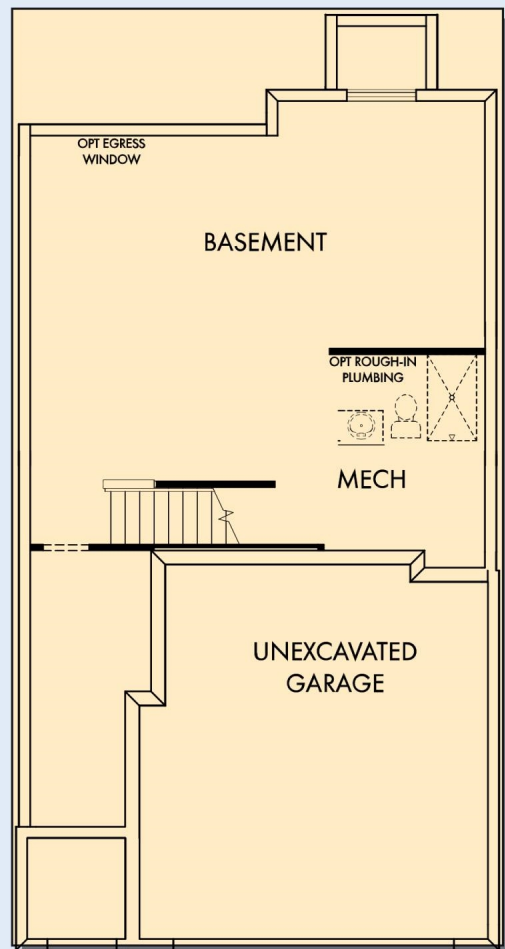 OPT EGRESS
WINDOW
BASEMENT
OPT ROUGH-IN
PLUMBING
MECH
UNEXCAVATED
GARAGE